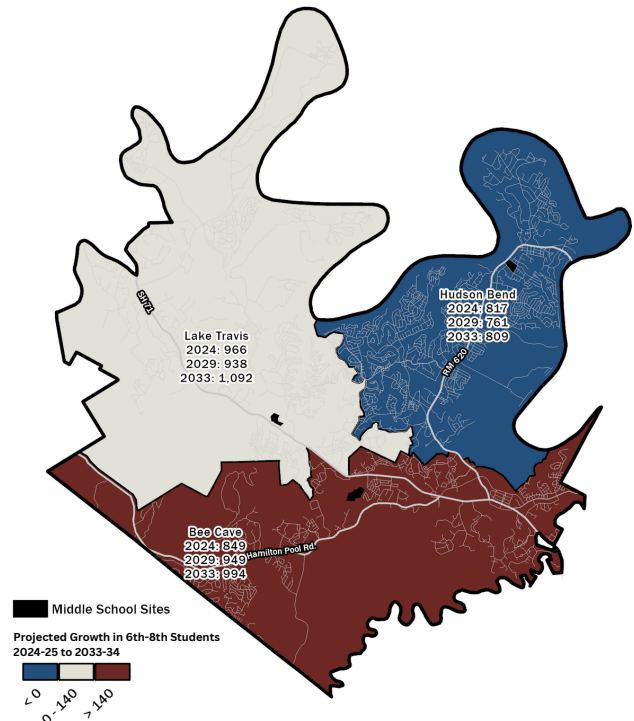 Hudson Bend
2024: 817
2029: 761
2033: 809
SH71
Lake Travis
2024: 966
2029: 938
2033: 1,092
RM 620
Bee Cave
2024: 849
2029: 949
2033: 994
Hamilton Pool Rd.
Middle School Sites
Projected Growth in 6th-8th Students
2024-25 to 2033-34
< 0
0 - 140
> 140